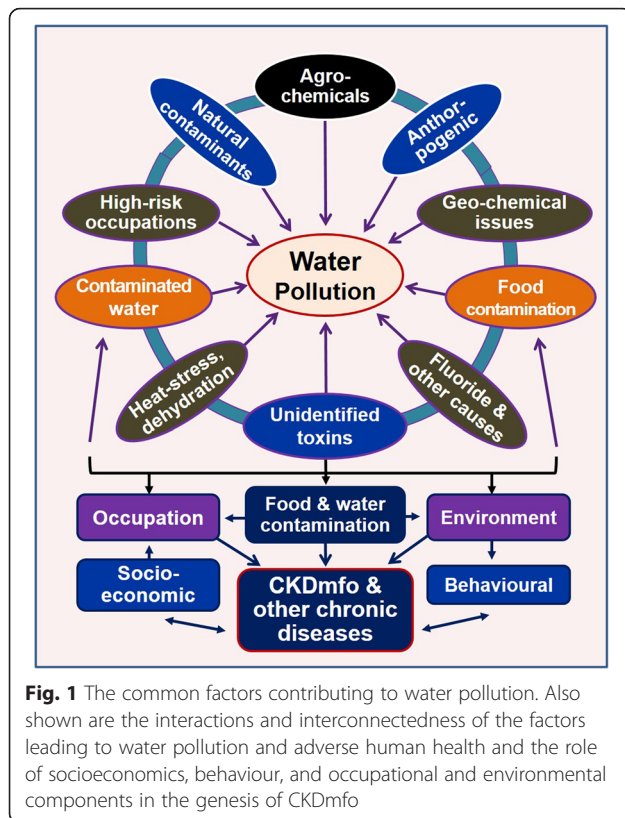 Agro-
chemicals
Natural
contaminants
Anthor-
pogenic
High-risk
occupations
Geo-chemical
issues
Water
Pollution
Contaminated
water
Food
contamination
Heat-stress,
dehydration
Fluoride &
other causes
Unidentified
toxins
Occupation
Food & water
contamination
Environment
Socio-
economic
CKDmfo &
other chronic
diseases
Behavioural
Fig. 1 The common factors contributing to water pollution. Also
shown are the interactions and interconnectedness of the factors
leading to water pollution and adverse human health and the role
of socioeconomics, behaviour, and occupational and environmental
components in the genesis of CKDmfo